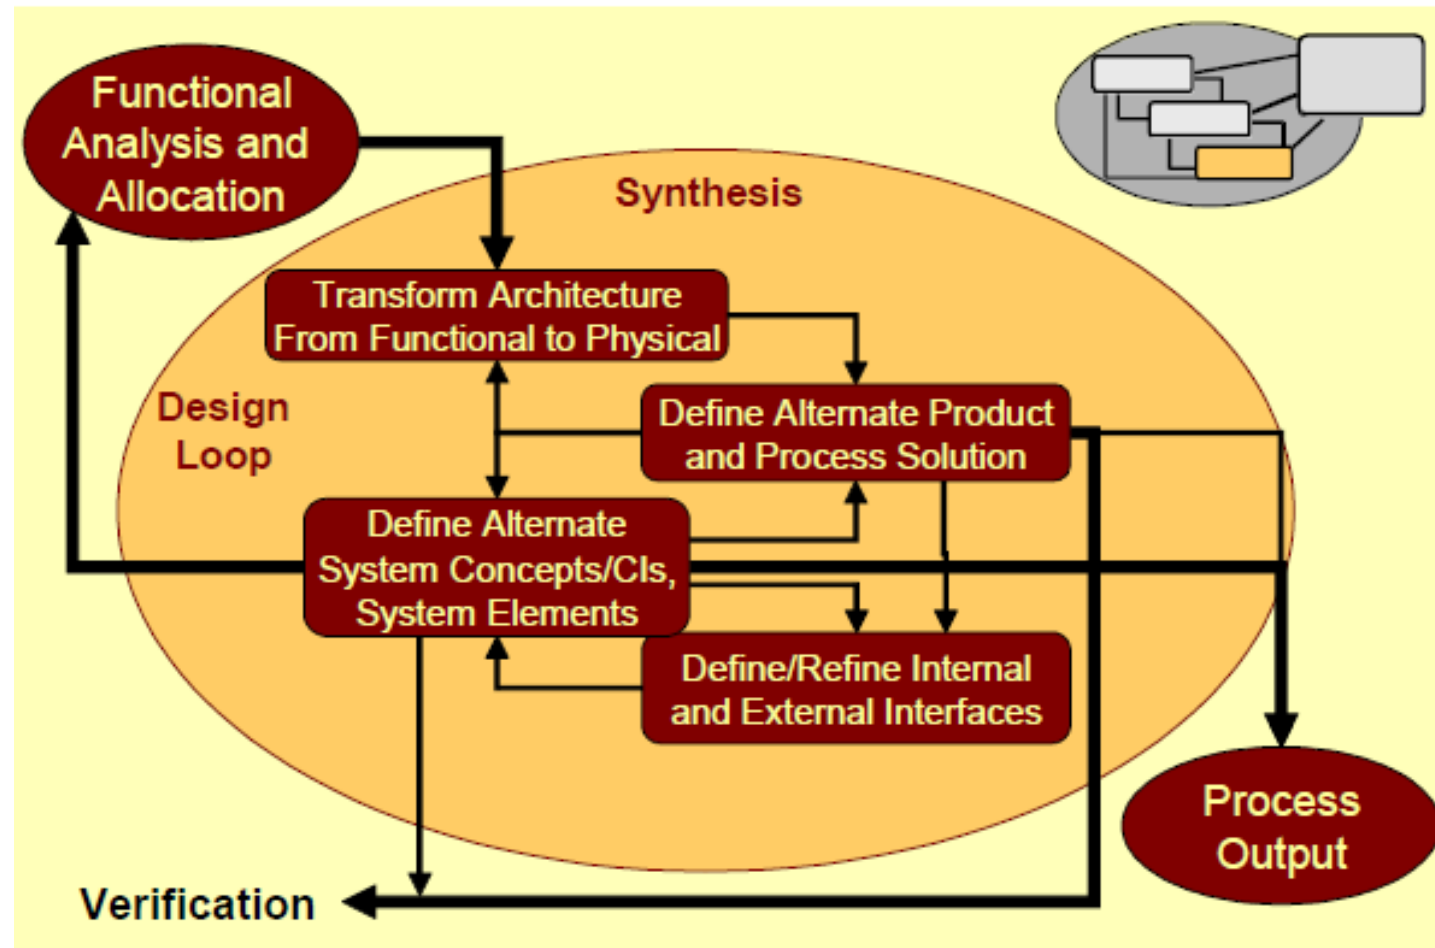 Functional
Analysis and
Allocation
Synthesis
Transform Architecture
From Functional to Physical
Design
Loop
Define Alternate Product
and Process Solution
Define Alternate
System Concepts/CIs,
System Elements
Define/Refine Internal
and External Interfaces
Process
Output
Verification